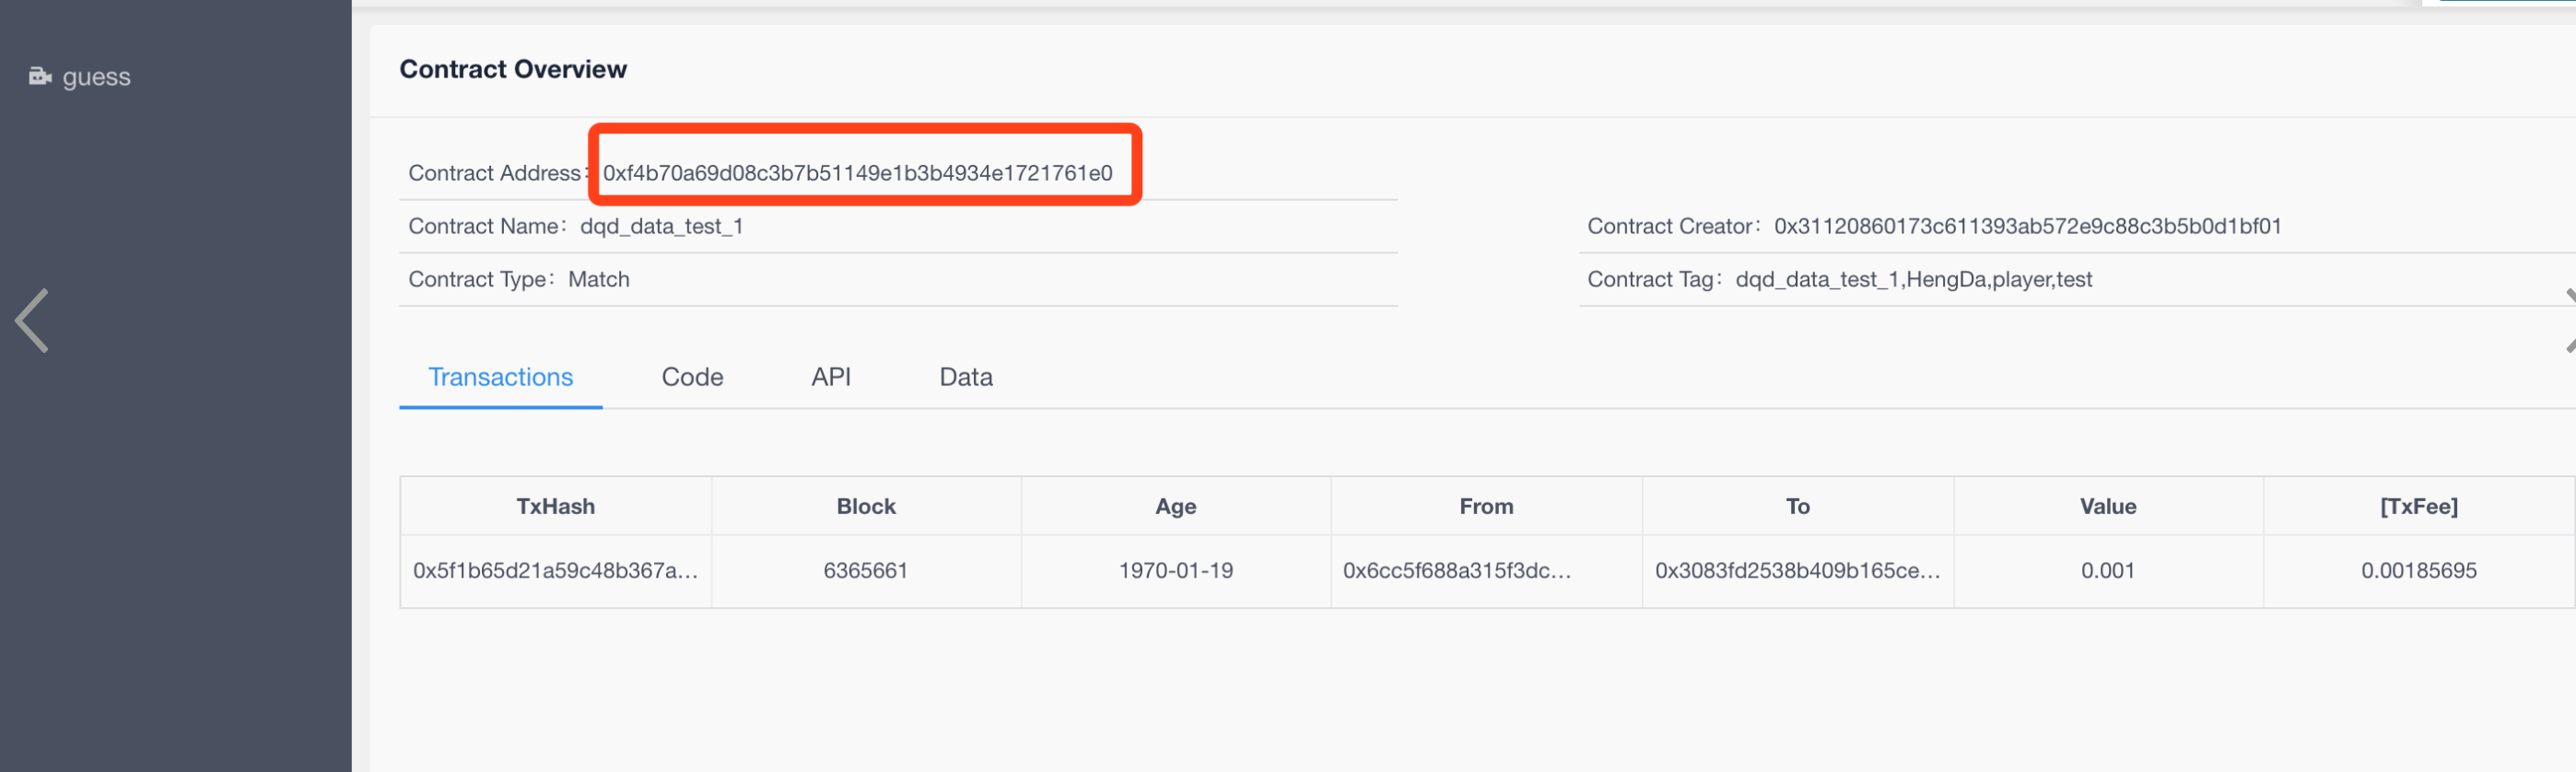 guess
Contract Overview
Contract Address：0xf4b70a69d08c3b7b51149e1b3b4934e1721761e0
Contract Name：dqd_data_test_1
Contract Creator：0x31120860173c611393ab572e9c88c3b5b0d1bf01
Contract Type：Match
Contract Tag：dqd_data_test_1,HengDa,player,test
Transactions Code API Data
TxHash Block Age From To Value [TxFee]
0x5f1b65d21a59c48b367a... 6365661 1970-01-19 0x6cc5f688a315f3dc... 0x3083fd2538b409b165ce... 0.001 0.00185695